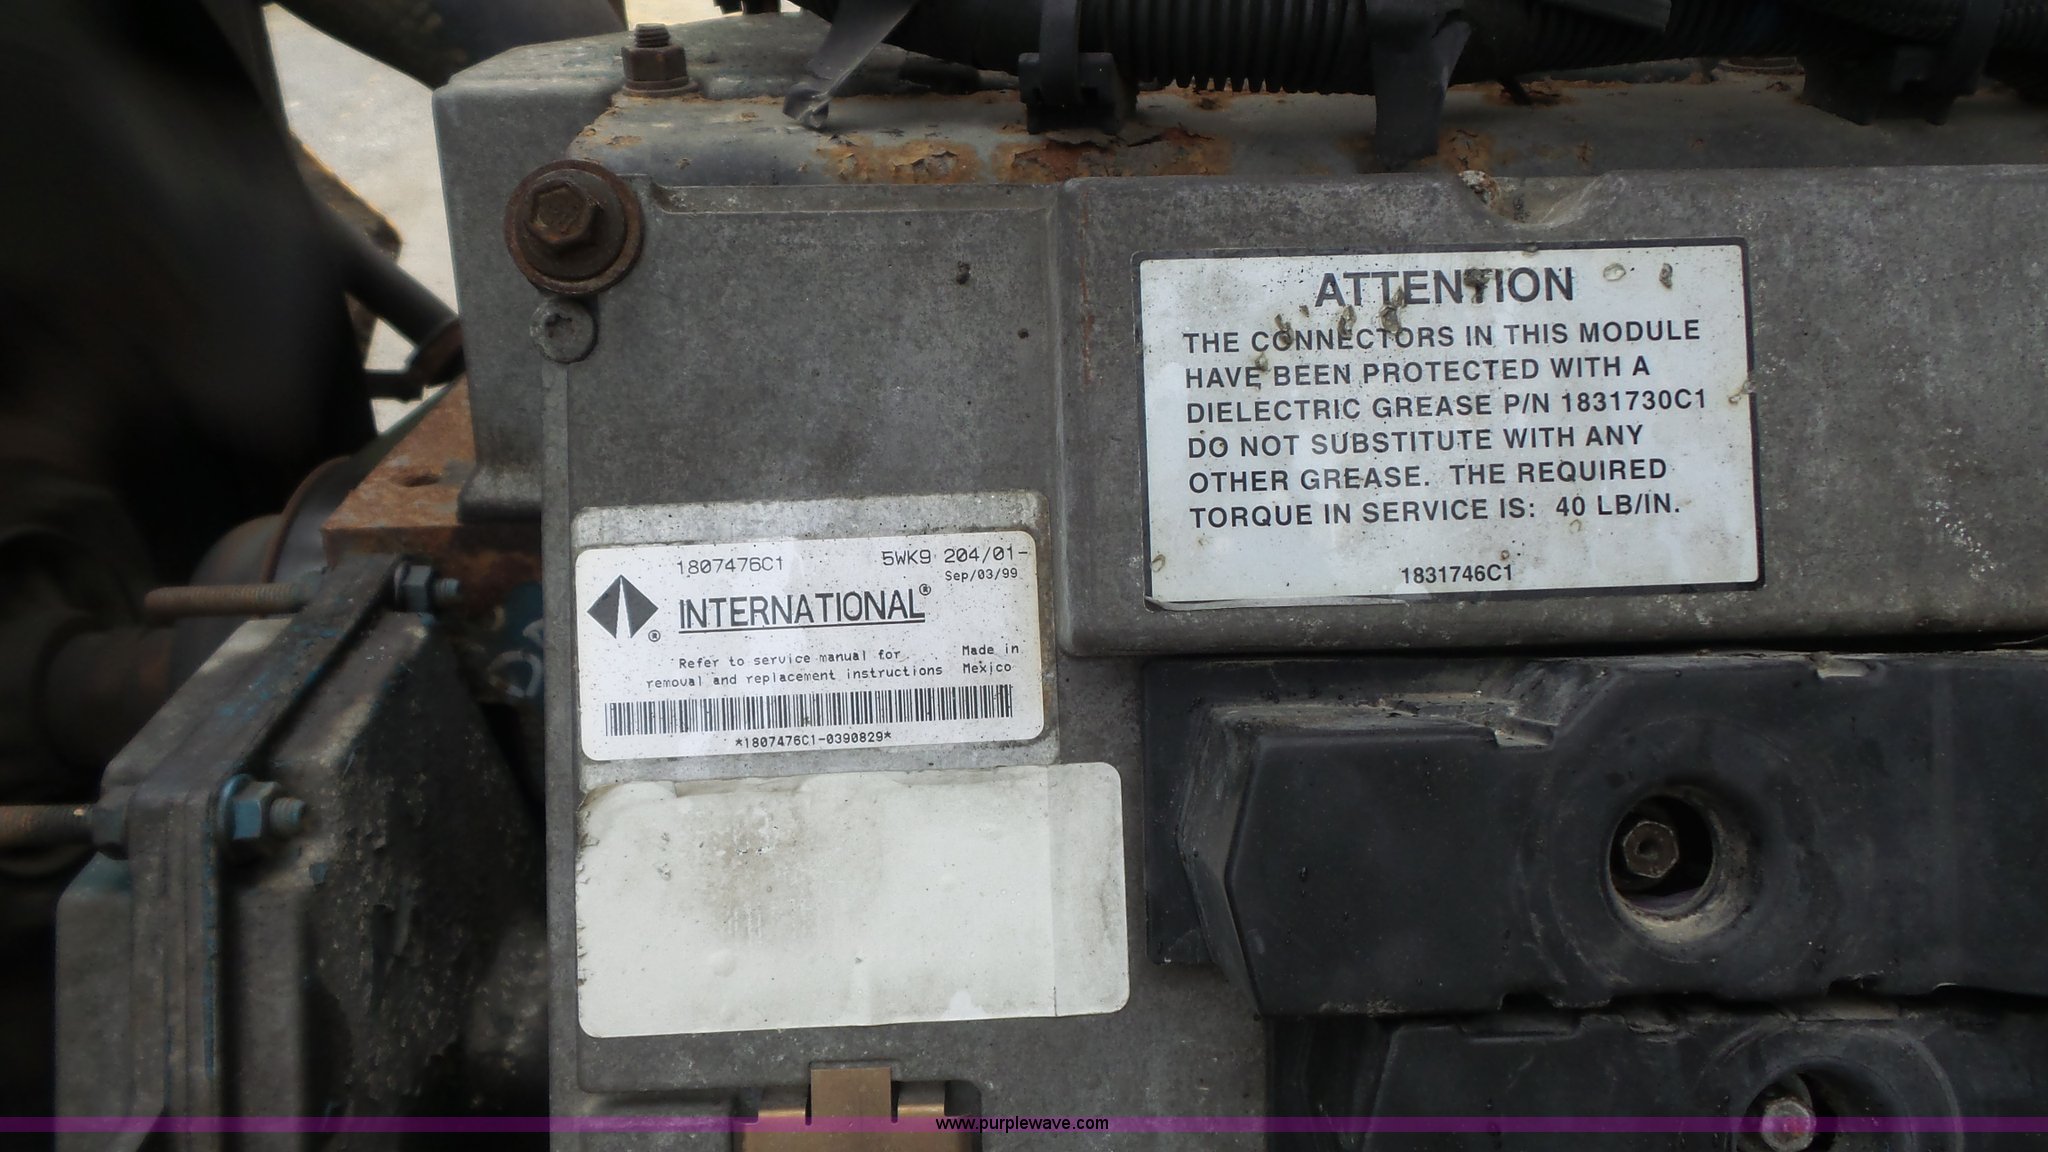 ATTENTION
THE CONNECTORS IN THIS MODULE
HAVE BEEN PROTECTED WITH A
DIELECTRIC GREASE P/N 1831730C1
DO NOT SUBSTITUTE WITH ANY
OTHER GREASE. THE REQUIRED
TORQUE IN SERVICE IS: 40 LB/IN.
1831746C1
1807476C1 5WK9 204/01-
Sep/03/99
INTERNATIONAL®
®
Refer to service manual for
removal and replacement instructions
Made in
Mexico
*1807476C1-0390829*
www.purplewave.com